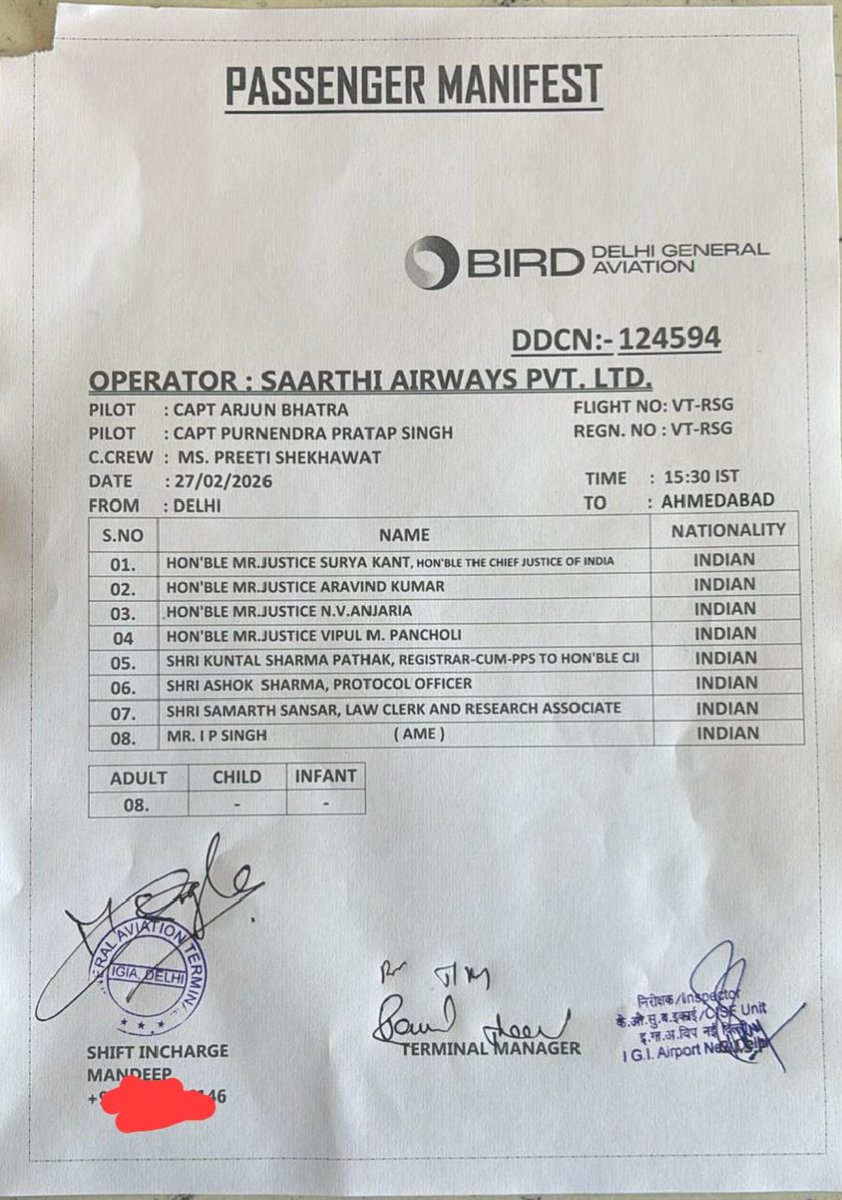 PASSENGER MANIFEST
BIRD DELHI GENERAL AVIATION
DDCN:- 124594
OPERATOR : SAARTHI AIRWAYS PVT. LTD.
PILOT : CAPT ARJUN BHATRA FLIGHT NO: VT-RSG
PILOT : CAPT PURNENDRA PRATAP SINGH REGN. NO : VT-RSG
C.CREW : MS. PREETI SHEKHAWAT
DATE : 27/02/2026 TIME : 15:30 IST
FROM : DELHI TO : AHMEDABAD
S.NO NAME NATIONALITY
01. HON'BLE MR.JUSTICE SURYA KANT, HON'BLE THE CHIEF JUSTICE OF INDIA INDIAN
02. HON'BLE MR.JUSTICE ARAVIND KUMAR INDIAN
03. .HON'BLE MR.JUSTICE N.V.ANJARIA INDIAN
04 HON'BLE MR.JUSTICE VIPUL M. PANCHOLI INDIAN
05. SHRI KUNTAL SHARMA PATHAK, REGISTRAR-CUM-PPS TO HON'BLE CJI INDIAN
06. SHRI ASHOK SHARMA, PROTOCOL OFFICER INDIAN
07. SHRI SAMARTH SANSAR, LAW CLERK AND RESEARCH ASSOCIATE INDIAN
08. MR. I P SINGH ( AME ) INDIAN
ADULT CHILD INFANT
08. - -
ERAL AVIATION TERMIN
IGIA, DELHI
SHIFT INCHARGE
MANDEEP
146
TERMINAL MANAGER
निरीक्षक/Inspector
के.औ.सु.ब.इकाई/CISF Unit
I G.I. Airport